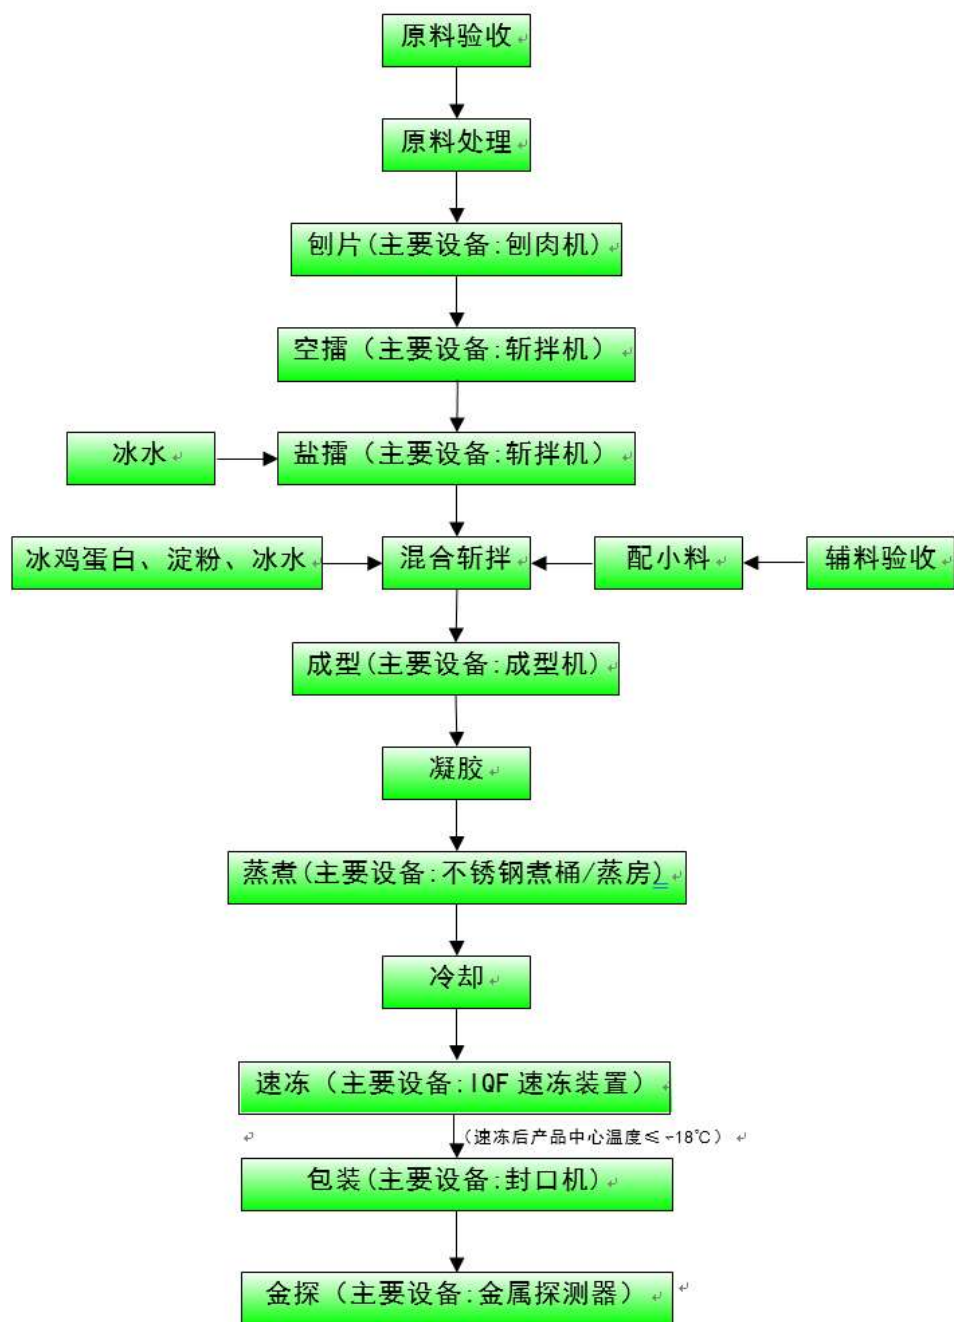 原料验收
原料处理
刨片(主要设备:刨肉机)
空擂（主要设备:斩拌机）
冰水
盐擂（主要设备:斩拌机）
冰鸡蛋白、淀粉、冰水
混合斩拌
配小料
辅料验收
成型(主要设备:成型机)
凝胶
蒸煮(主要设备:不锈钢煮桶/蒸房)
冷却
速冻（主要设备:IQF 速冻装置）
（速冻后产品中心温度≤-18℃）
包装(主要设备:封口机)
金探（主要设备:金属探测器）